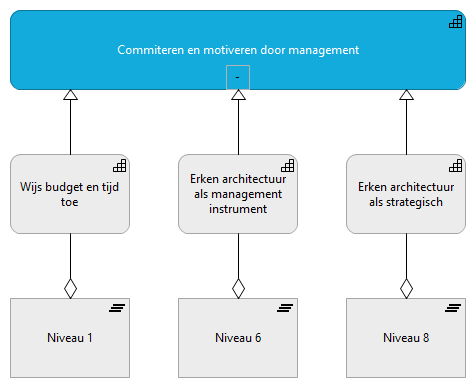 Commiteren en motiveren door management
-
Wijs budget en tijd
toe
Erken architectuur
als management
instrument
Erken architectuur
als strategisch
Niveau 1
Niveau 6
Niveau 8